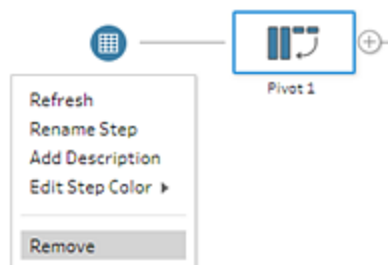 Pivot 1
Refresh
Rename Step
Add Description
Edit Step Color
Remove